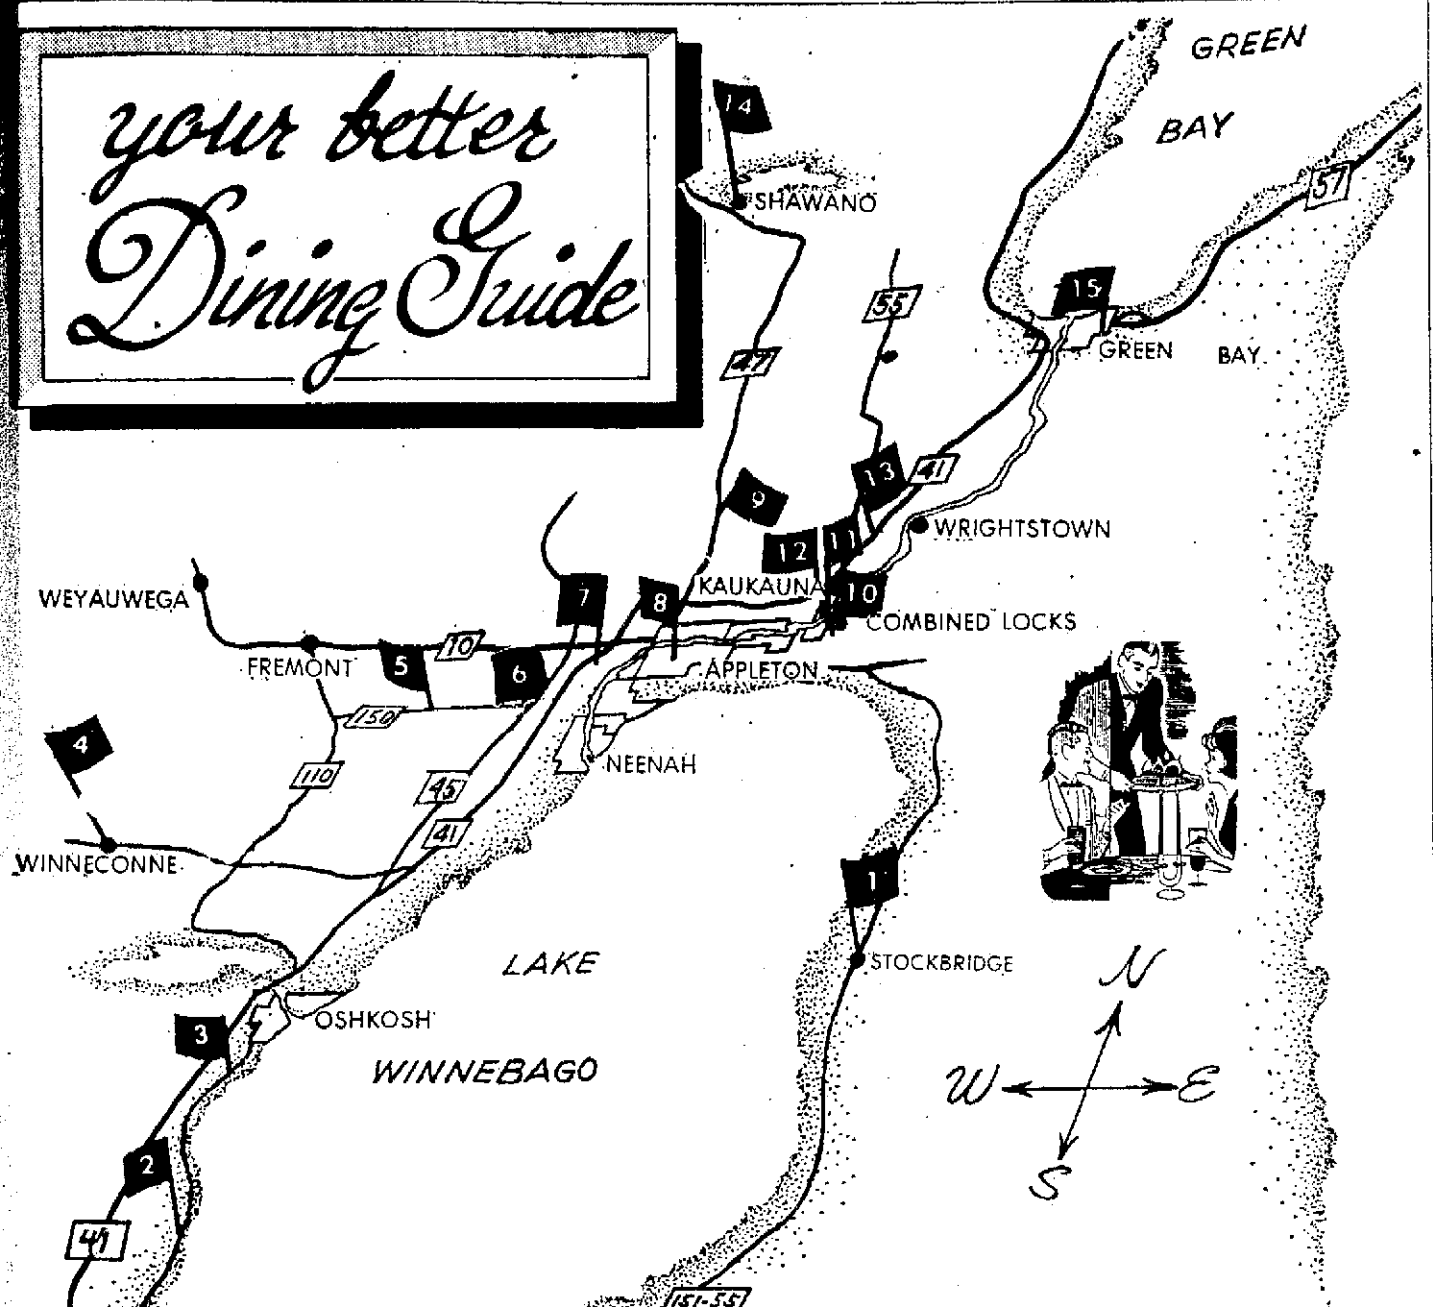 your better
Dining Guide
GREEN
BAY
14
SHAWANO
57
55
15
GREEN BAY
47
13
41
9
WRIGHTSTOWN
12
11
WEYAUWEGA
7
8
KAUKAUNA
10
COMBINED LOCKS
FREMONT
5
10
6
APPLETON
150
4
NEENAH
110
45
41
WINNECONNE
1
LAKE
WINNEBAGO
STOCKBRIDGE
N
OSHKOSH
3
W
E
S
2
41
151-55